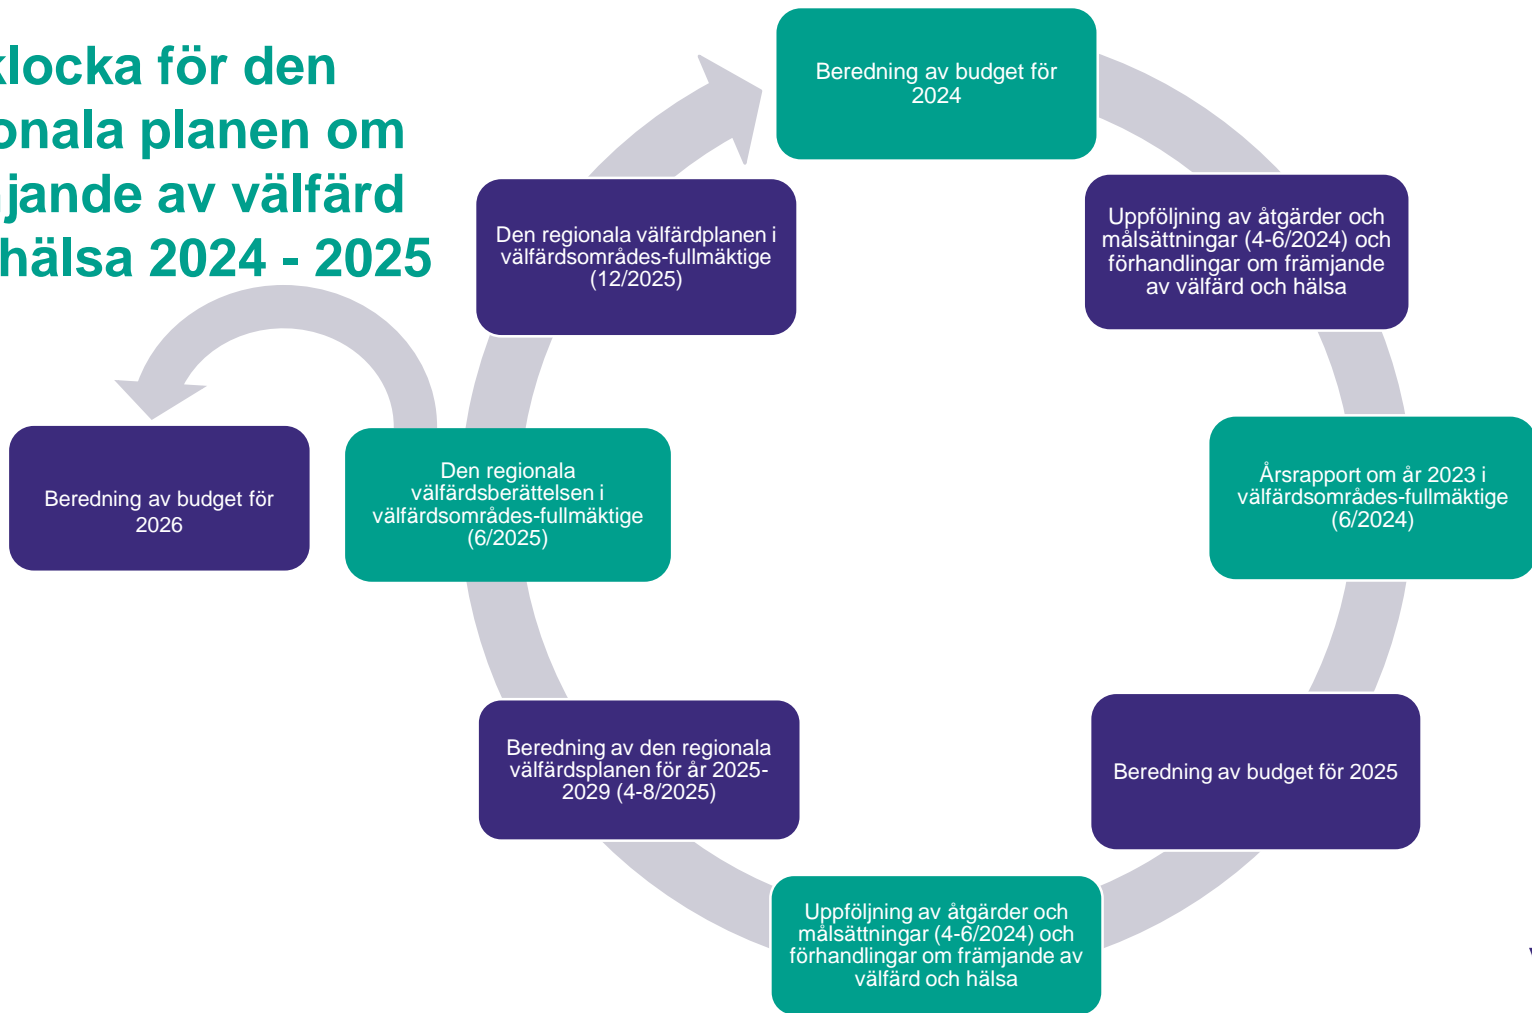 klocka för den
onala planen om
jande av välfärd
hälsa 2024 - 2025
Beredning av budget för
2024
Uppföljning av åtgärder och
målsättningar (4-6/2024) och
förhandlingar om främjande
av välfärd och hälsa
Årsrapport om år 2023 i
välfärdsområdes-fullmäktige
(6/2024)
Beredning av budget för 2025
Uppföljning av åtgärder och
målsättningar (4-6/2024) och
förhandlingar om främjande av
välfärd och hälsa
Beredning av den regionala
välfärdsplanen för år 2025-
2029 (4-8/2025)
Den regionala
välfärdsberättelsen i
välfärdsområdes-fullmäktige
(6/2025)
Beredning av budget för
2026
Den regionala välfärdplanen i
välfärdsområdes-fullmäktige
(12/2025)